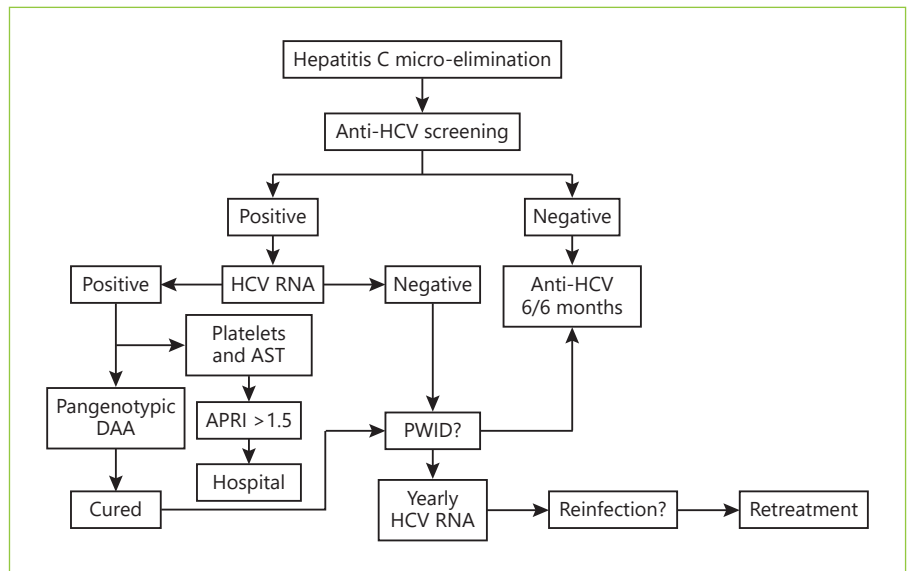 Hepatitis C micro-elimination
Anti-HCV screening
Positive
Negative
Positive
HCV RNA
Negative
Anti-HCV
6/6 months
Platelets
and AST
Pangenotypic
DAA
APRI >1.5
PWID?
Hospital
Cured
Yearly
HCV RNA
Reinfection?
Retreatment